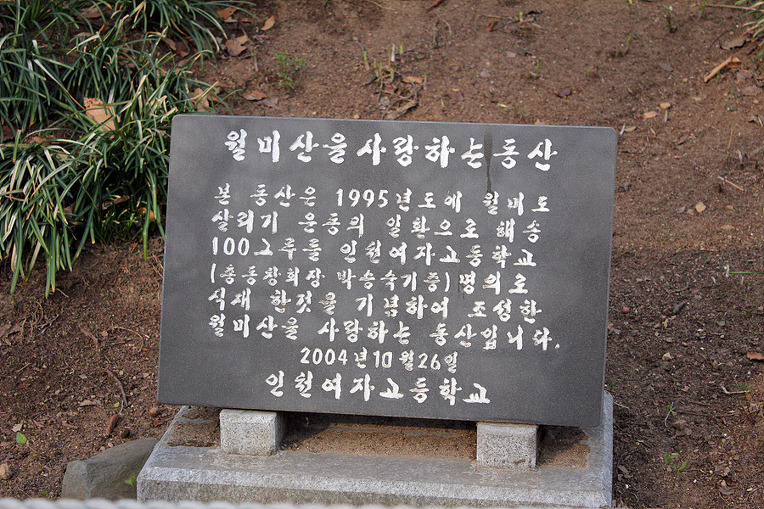 월미산을 사랑하는 동산
본 동산은 1995년도에 월미도
살리기 운동의 일환으로 해송
100그루를 인천여자고등학교
(총동창회장 박승숙기증)명의로
식재 한것을 기념하여 조성한
월미산을 사랑하는 동산입니다.
2004년 10월 26일
인천여자고등학교